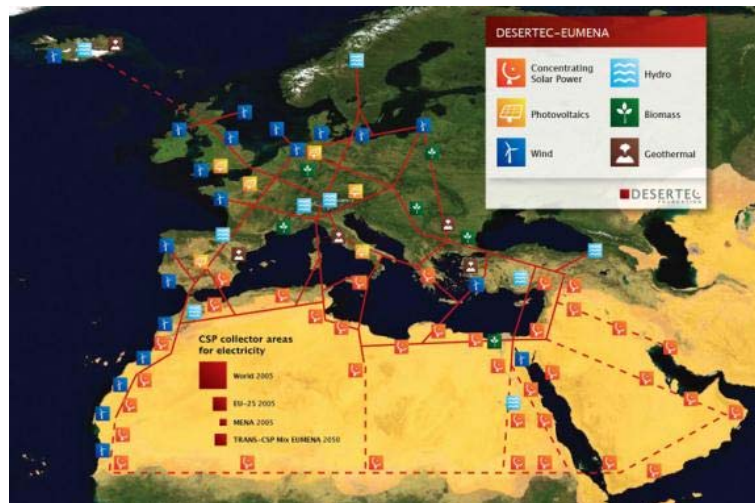 DESERTEC–EUMENA
Concentrating
Solar Power
Hydro
Photovoltaics
Biomass
Wind
Geothermal
DESERTEC
FOUNDATION
CSP collector areas
for electricity
World 2005
EU–25 2005
MENA 2005
TRANS–CSP Mix EUMENA 2050